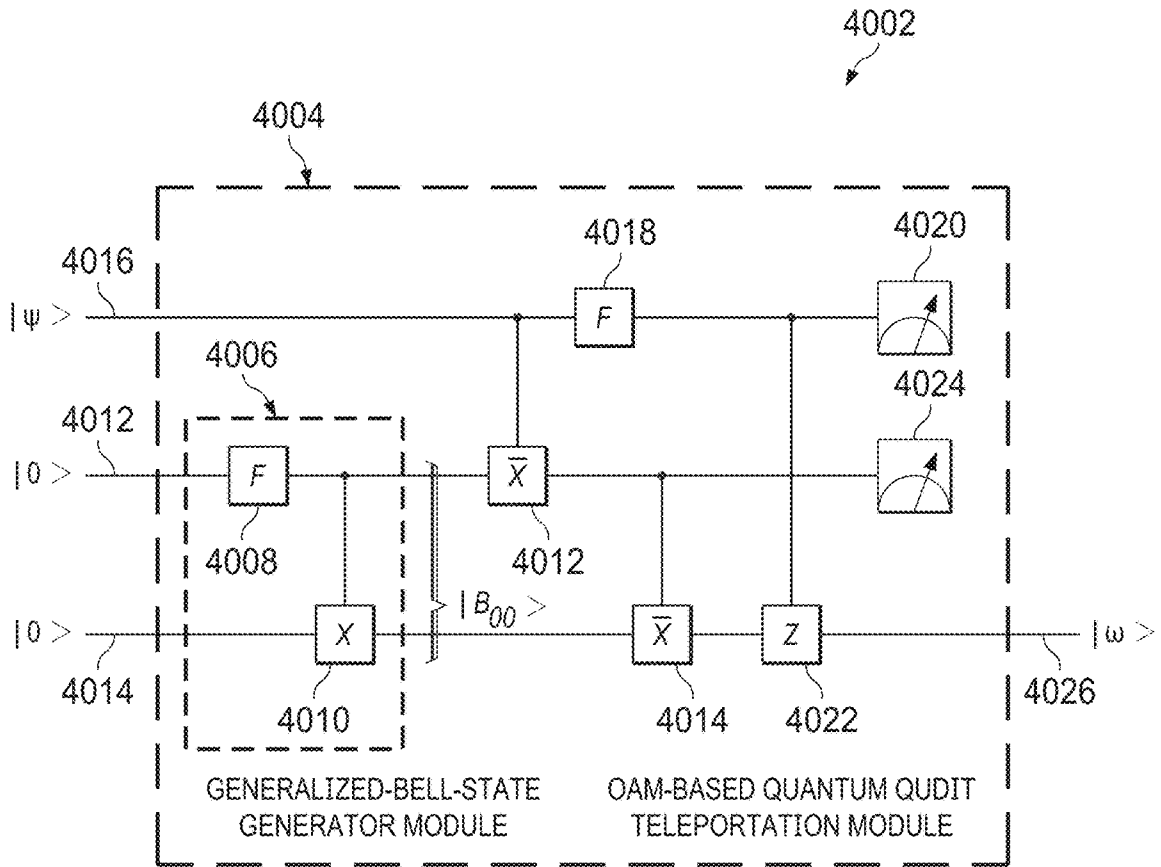 4002
4004
4018
4020
4016
| ψ >
F
4006
4024
4012
| 0 >
F
X̅
4008
4012
| B00 >
| 0 >
X
X̅
Z
| ω >
4014
4010
4014
4022
4026
GENERALIZED-BELL-STATE
GENERATOR MODULE
OAM-BASED QUANTUM QUDIT
TELEPORTATION MODULE